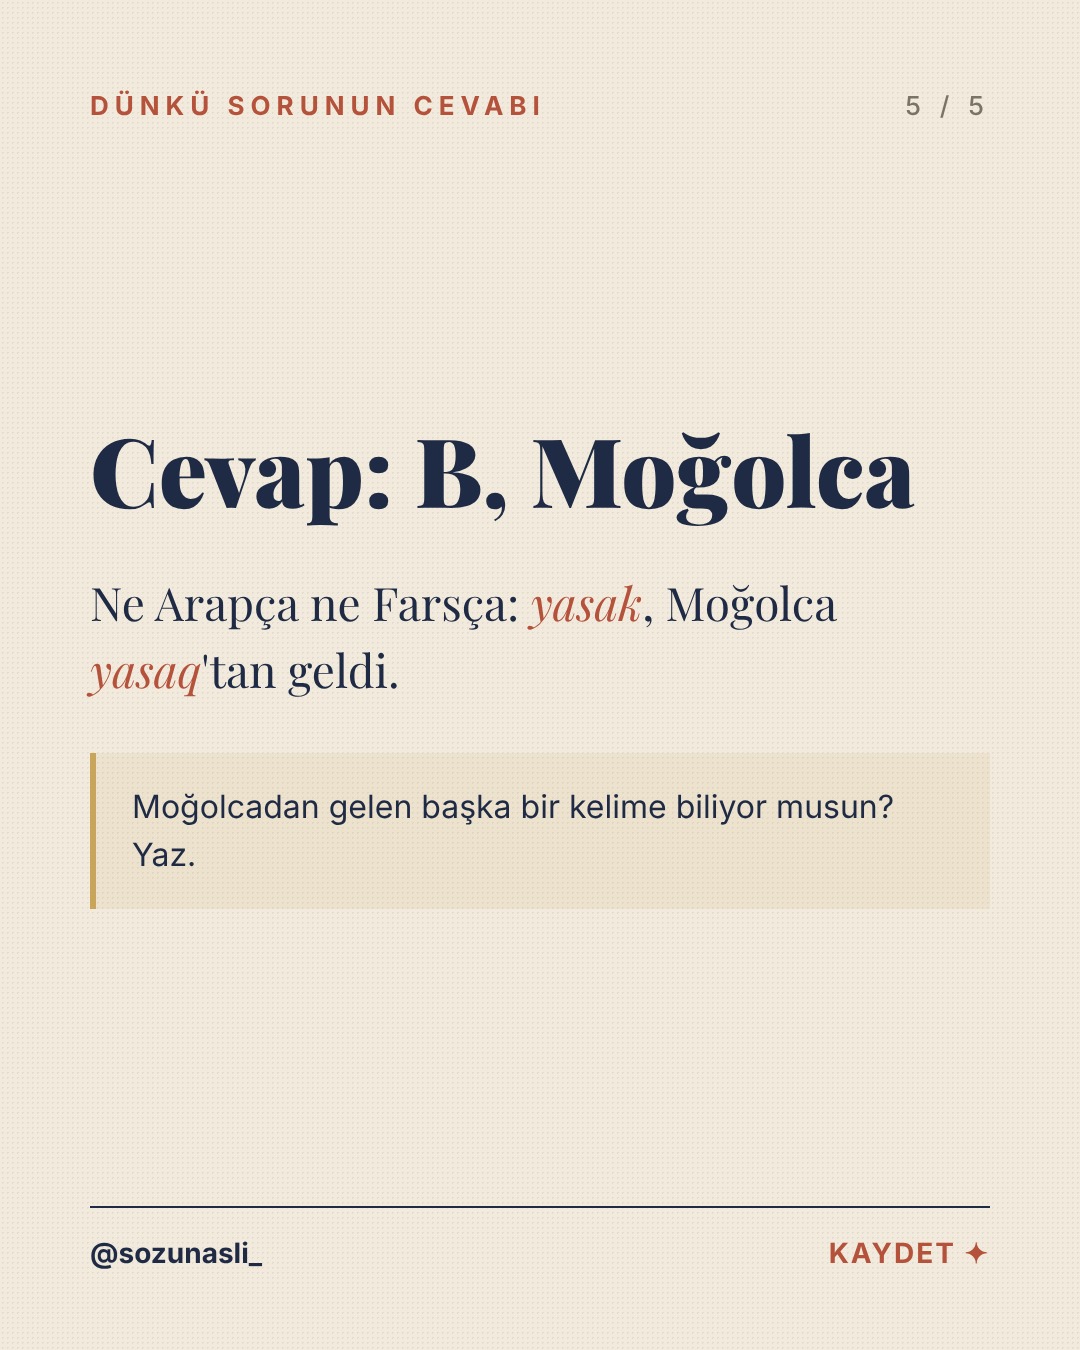 DÜNKÜ SORUNUN CEVABI
5 / 5
Cevap: B, Moğolca
Ne Arapça ne Farsça: yasak, Moğolca
yasaq'tan geldi.
Moğolcadan gelen başka bir kelime biliyor musun?
Yaz.
@sozunasli_
KAYDET ✦